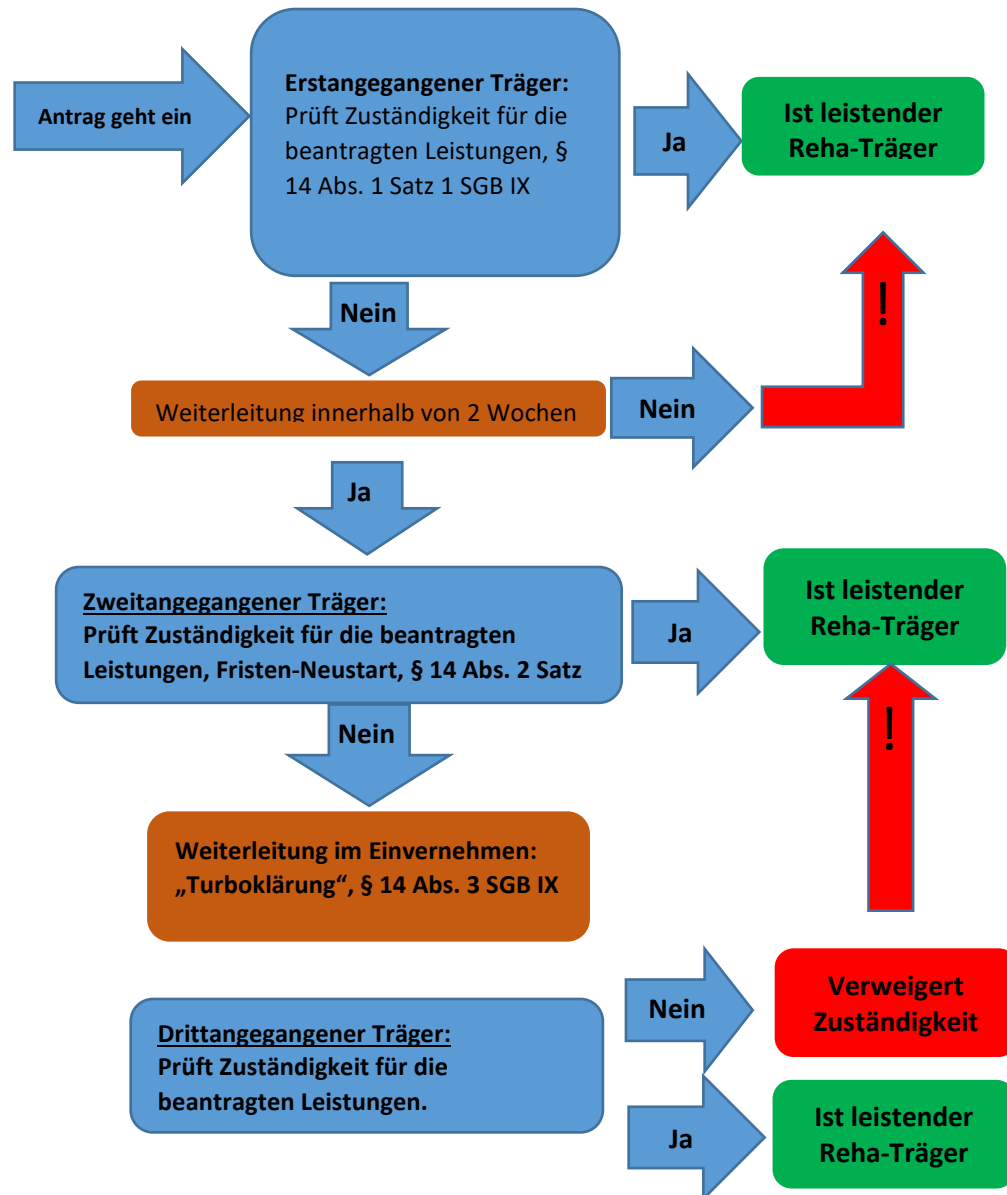 Antrag geht ein
Erstangegangener Träger:
Prüft Zuständigkeit für die
beantragten Leistungen, §
14 Abs. 1 Satz 1 SGB IX
Ja
Ist leistender
Reha-Träger
Nein
!
Weiterleitung innerhalb von 2 Wochen
Nein
Ja
Zweitangegangener Träger:
Prüft Zuständigkeit für die beantragten
Leistungen, Fristen-Neustart, § 14 Abs. 2 Satz
Ja
Ist leistender
Reha-Träger
Nein
!
Weiterleitung im Einvernehmen:
„Turboklärung“, § 14 Abs. 3 SGB IX
Drittangegangener Träger:
Prüft Zuständigkeit für die
beantragten Leistungen.
Nein
Verweigert
Zuständigkeit
Ja
Ist leistender
Reha-Träger